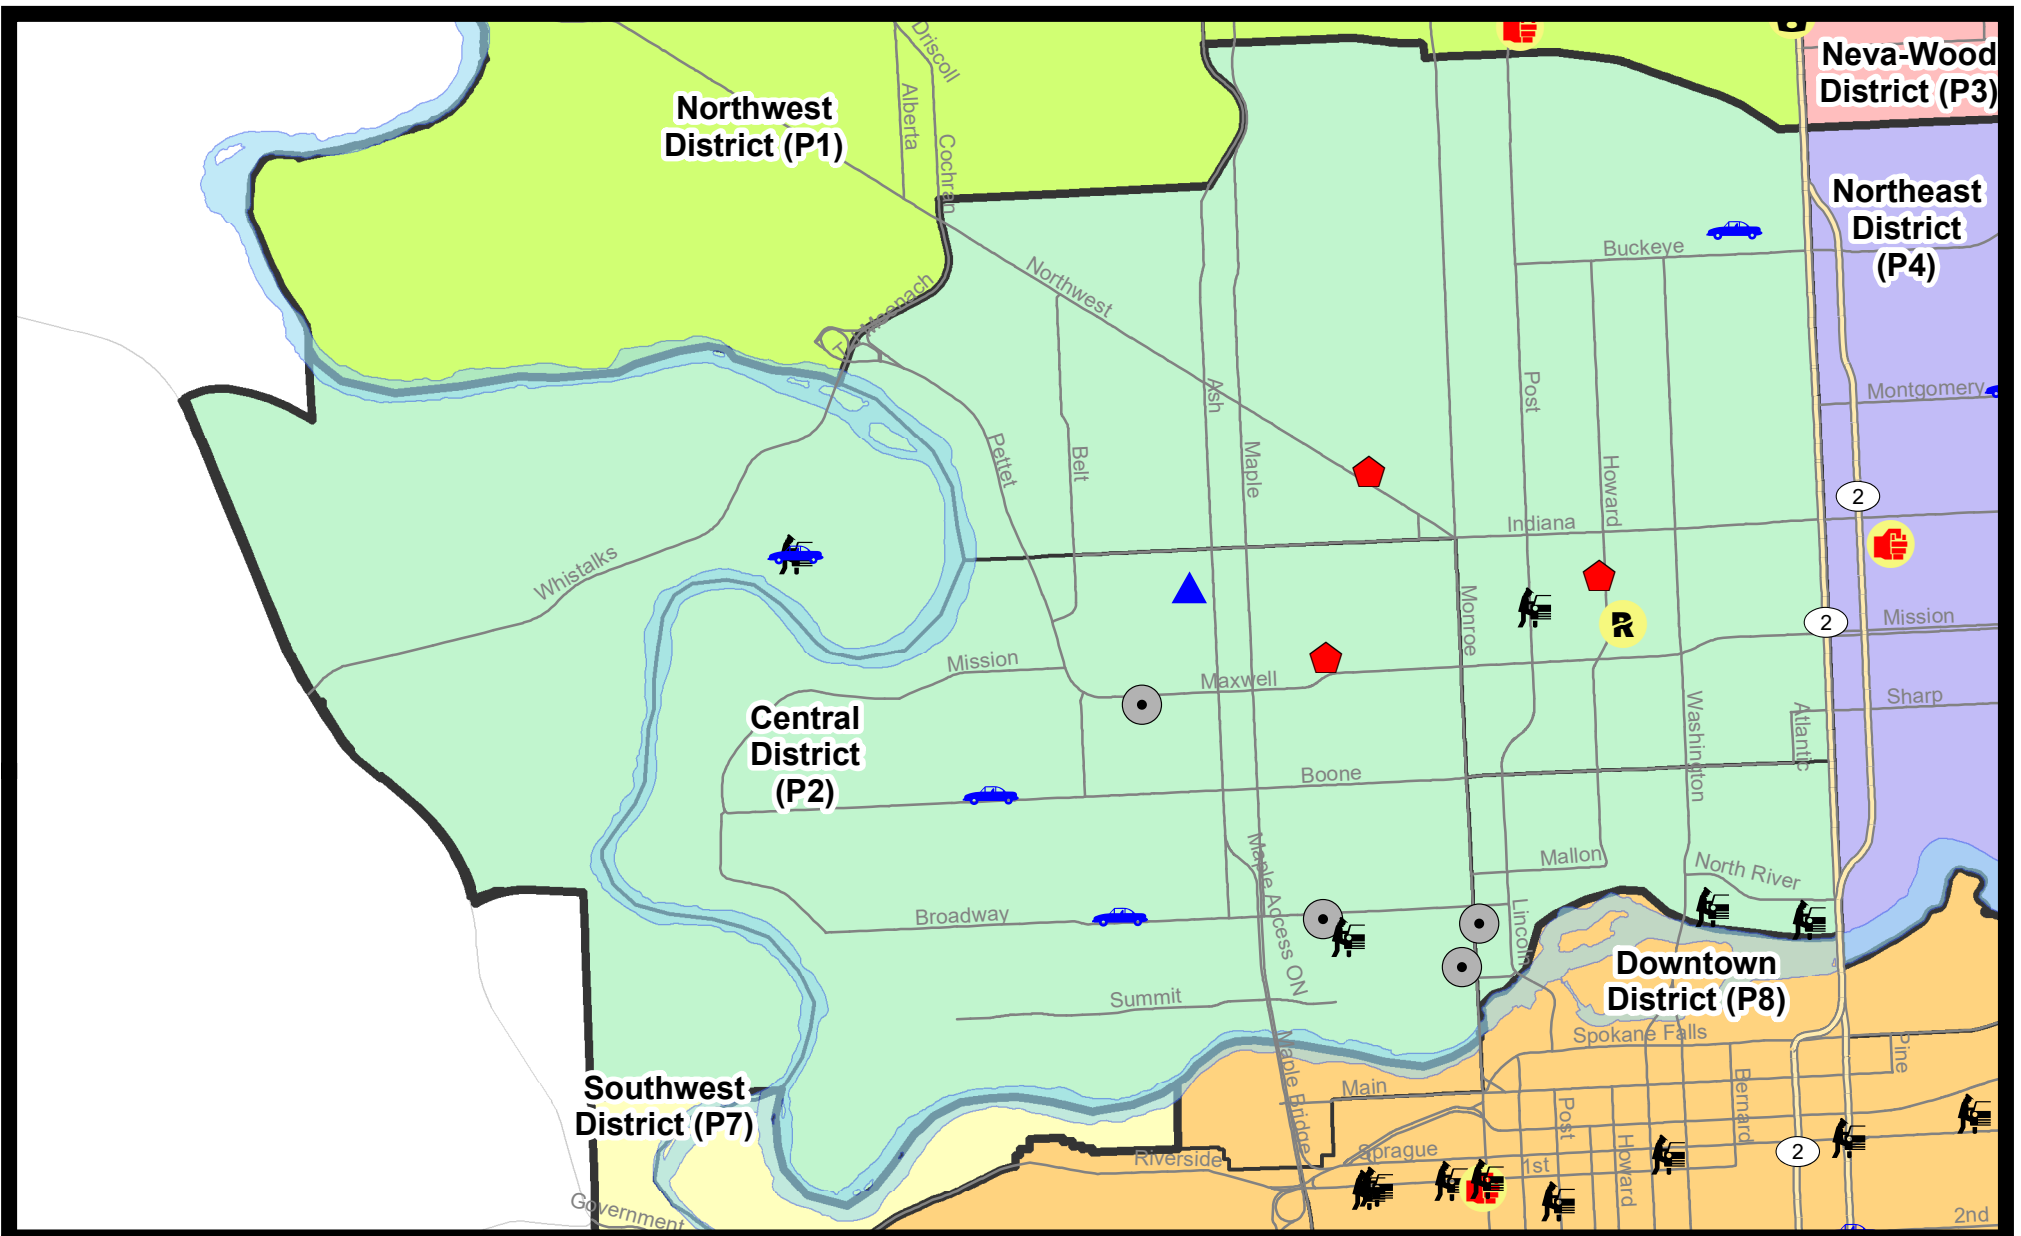 Neva-Wood
District (P3)
Driscoll
Northwest
District (P1)
Alberta
Cochran
Northeast
District
(P4)
Buckeye
Northwest
Montgomery
Ash
Post
Maple
Pettet
Belt
Howard
2
Indiana
Whistalks
Monroe
R
2
Mission
Mission
Maxwell
Sharp
Washington
Atlantic
Central
District
(P2)
Boone
Mallon
North River
Maple Access ON
Broadway
Lincoln
Downtown
District (P8)
Summit
Spokane Falls
Pine
Maple Bridge
Main
Bernard
Post
Southwest
District (P7)
Howard
Sprague
Riverside
1st
2
Government
2nd